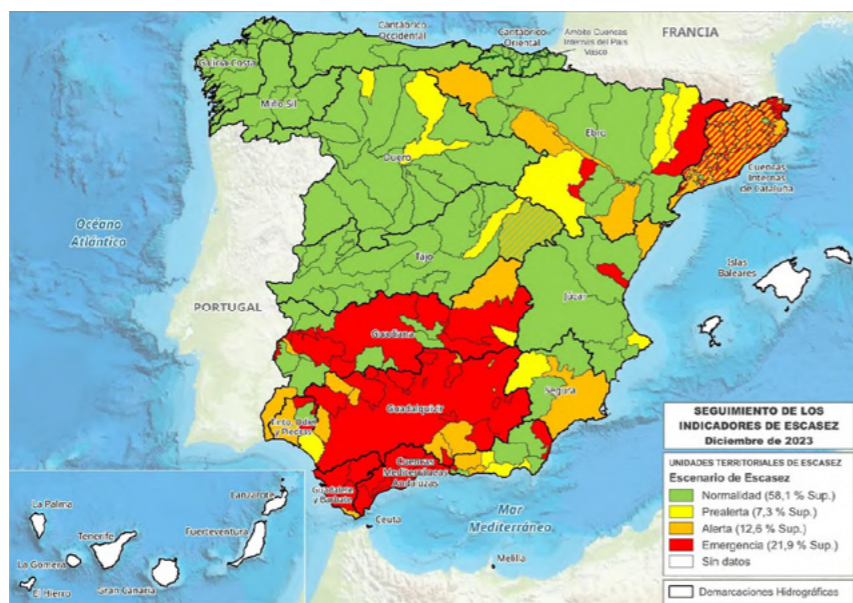 Cantábrico
Occidental
Cantábrico
Oriental
Ámbito Cuencas
Internas del País
Vasco
FRANCIA
Galicia Costa
Miño Sil
Ebro
Duero
Cuencas
Internas
de Cataluña
Océano
Atlántico
Tajo
Islas
Baleares
Júcar
PORTUGAL
Guadiana
Segura
Guadalquivir
Tinto, Odiel
y Piedras
Cuencas
Mediterráneas
Andaluzas
Guadalete
y Barbate
Mar
Mediterráneo
Ceuta
Melilla
La Palma
Lanzarote
Tenerife
Fuerteventura
La Gomera
El Hierro
Gran Canaria
SEGUIMIENTO DE LOS
INDICADORES DE ESCASEZ
Diciembre de 2023
UNIDADES TERRITORIALES DE ESCASEZ
Escenario de Escasez
Normalidad (58,1 % Sup.)
Prealerta (7,3 % Sup.)
Alerta (12,6 % Sup.)
Emergencia (21,9 % Sup.)
Sin datos
Demarcaciones Hidrográficas